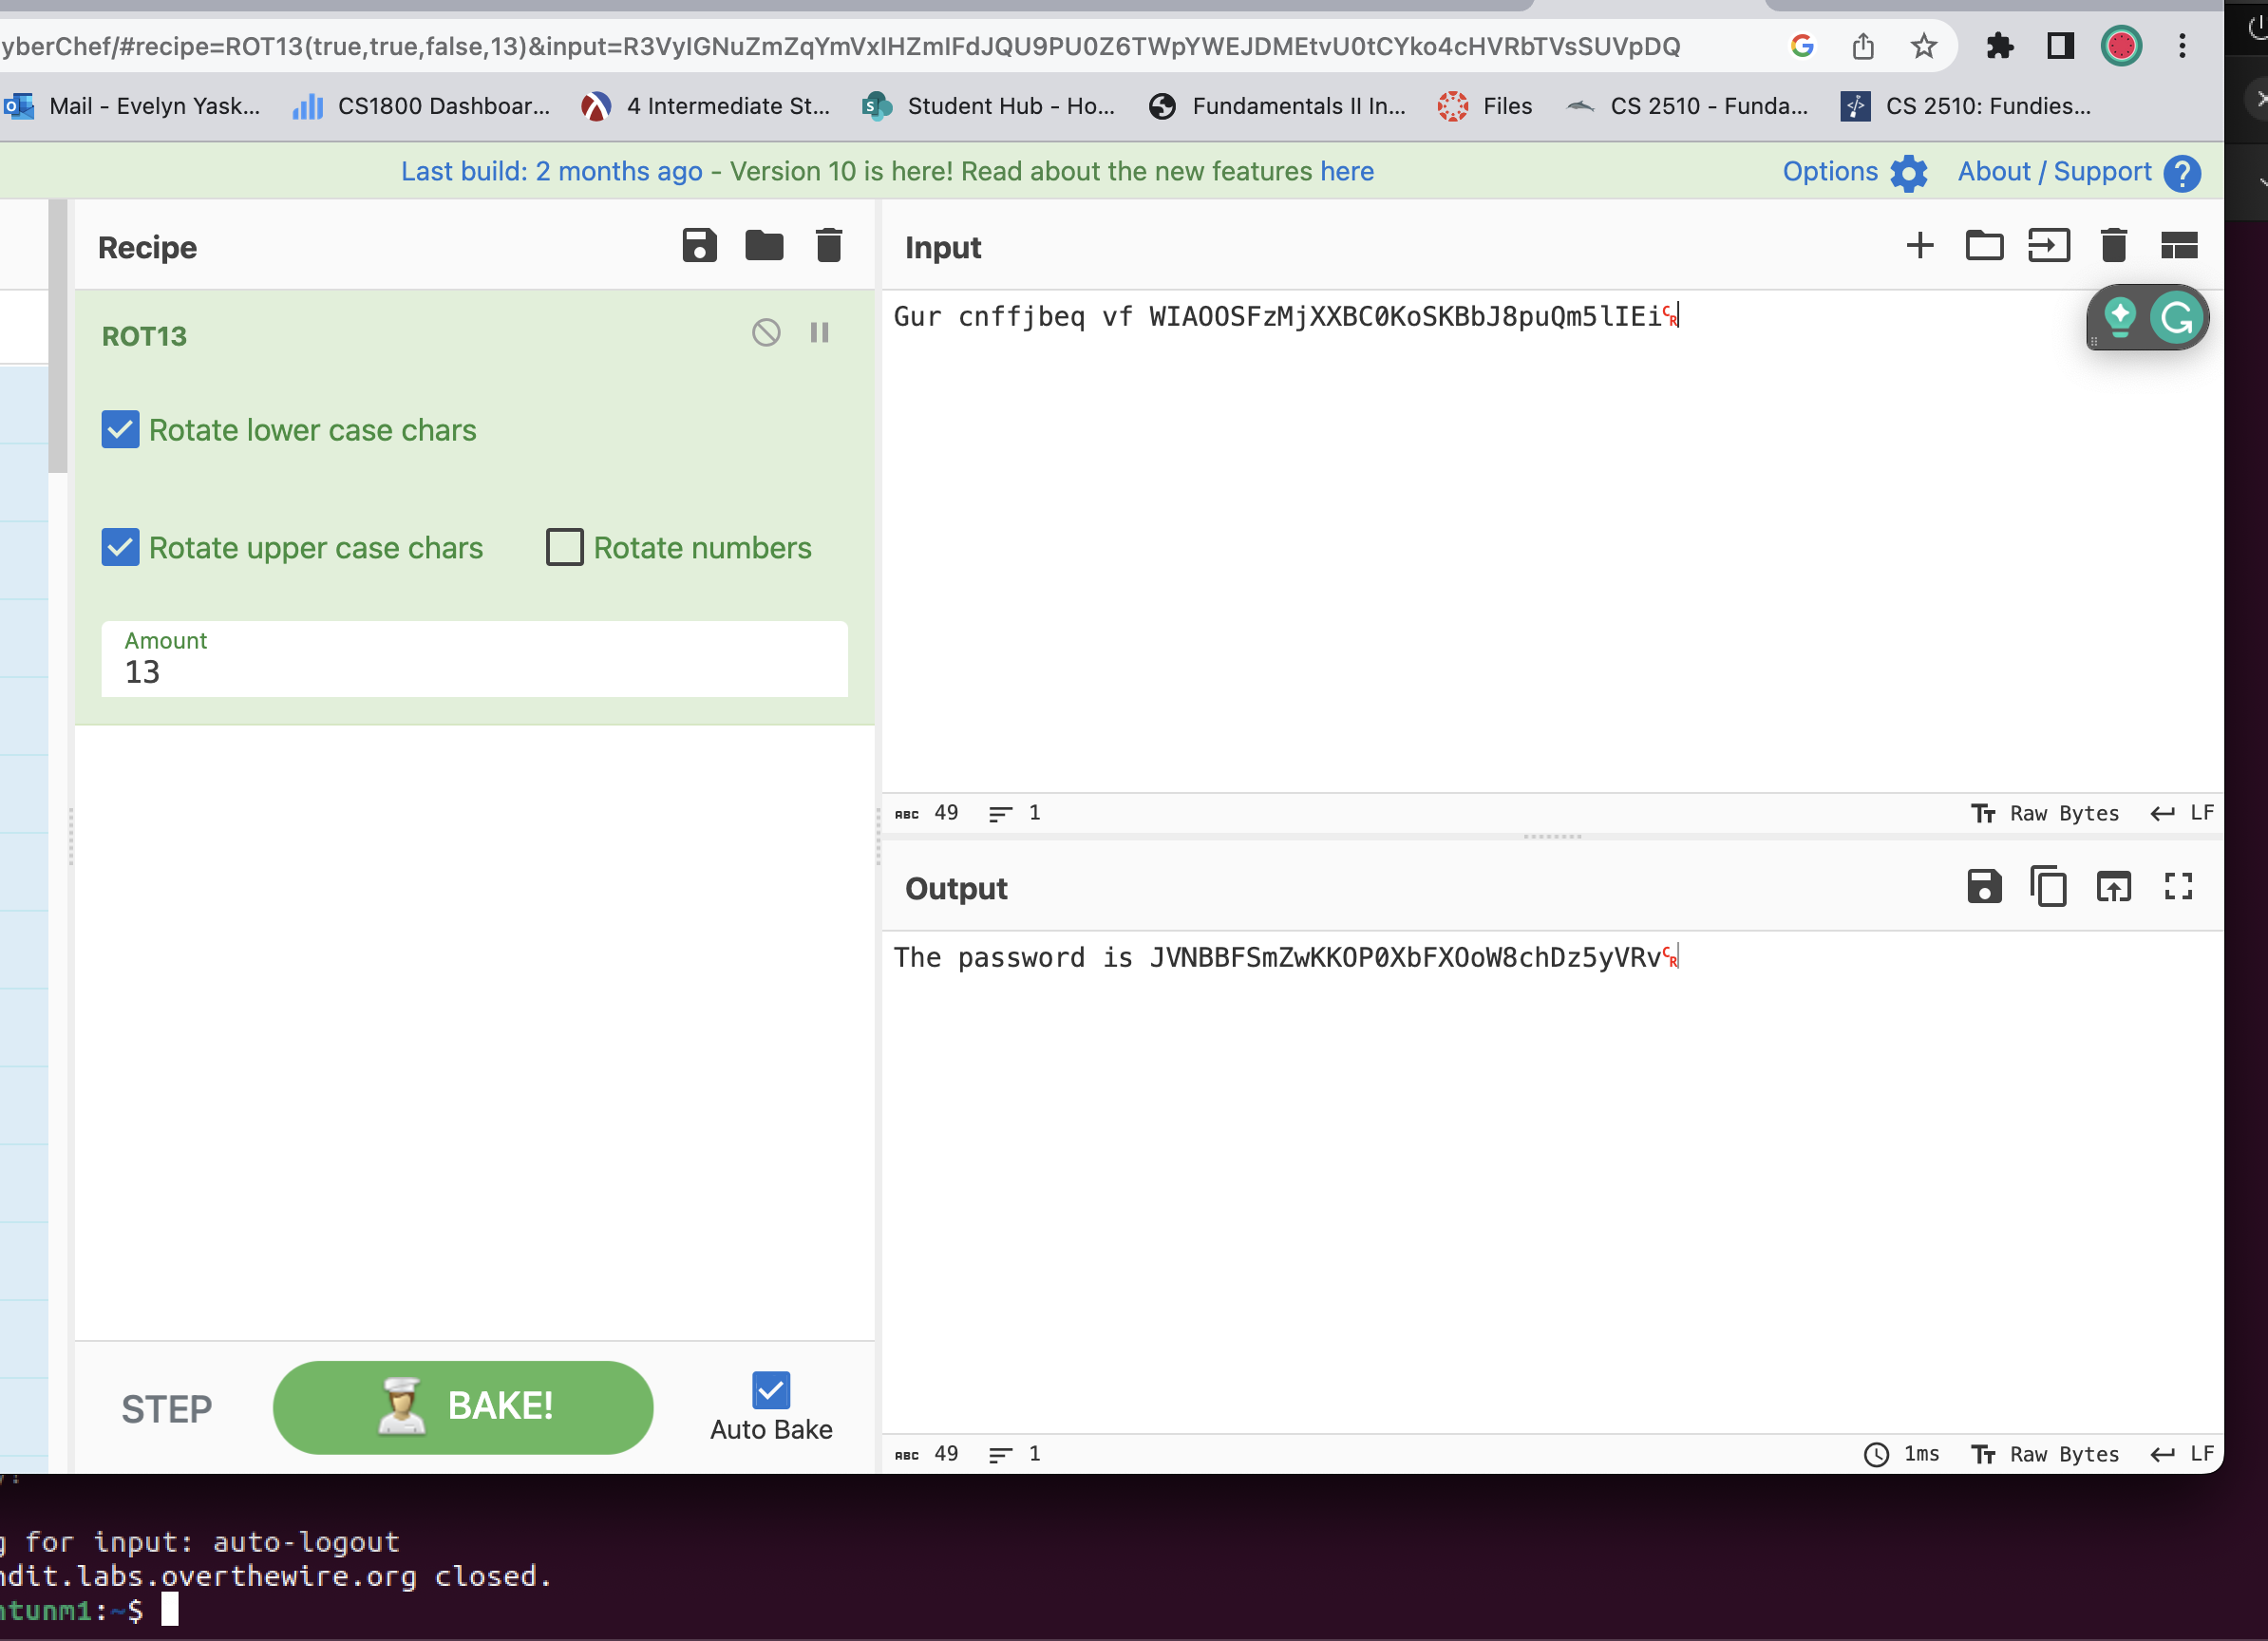 yberChef/#recipe=ROT13(true,true,false,13)&input=R3VyIGNuZmZqYmVxIHZmIFdJQU9PU0Z6TWpYWEJDMEtvU0tCYko4cHVRbTVsSUVpDQ
Mail - Evelyn Yask... CS1800 Dashboar... 4 Intermediate St... Student Hub - Ho... Fundamentals II In... Files CS 2510 - Funda... CS 2510: Fundies...
Last build: 2 months ago - Version 10 is here! Read about the new features here Options About / Support
Recipe
ROT13
Rotate lower case chars
Rotate upper case chars Rotate numbers
Amount
13
STEP BAKE! Auto Bake
Input
Gur cnffjbeq vf WIAOOSFzMjXXBC0KoSKBbJ8puQm5lIEi
ABC 49 1 Raw Bytes LF
Output
The password is JVNBBFSmZwKKOP0XbFXOoW8chDz5yVRv
ABC 49 1 1ms Raw Bytes LF
g for input: auto-logout
ndit.labs.overthewire.org closed.
ntunm1:~$